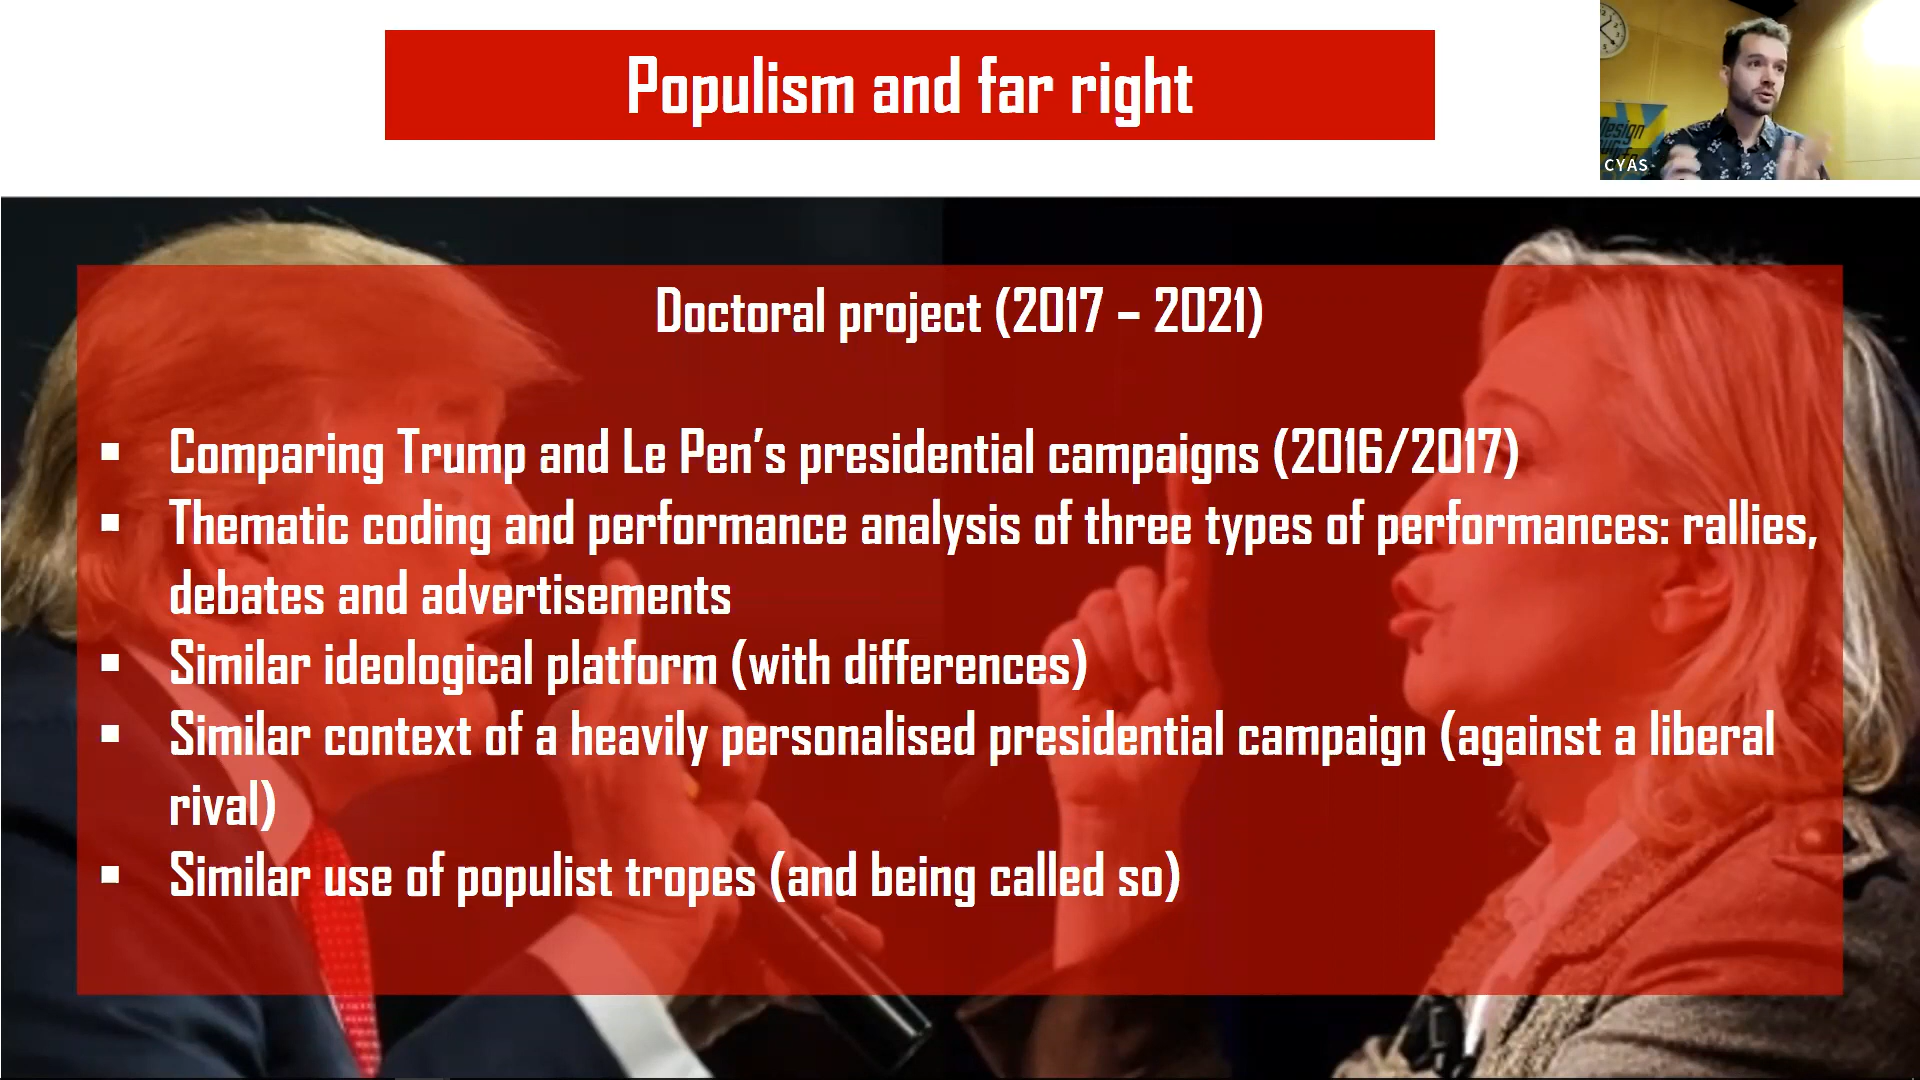 Populism and far right
CYAS
Design
Doctoral project (2017 – 2021)
▪ Comparing Trump and Le Pen’s presidential campaigns (2016/2017)
▪ Thematic coding and performance analysis of three types of performances: rallies,
debates and advertisements
▪ Similar ideological platform (with differences)
▪ Similar context of a heavily personalised presidential campaign (against a liberal
rival)
▪ Similar use of populist tropes (and being called so)